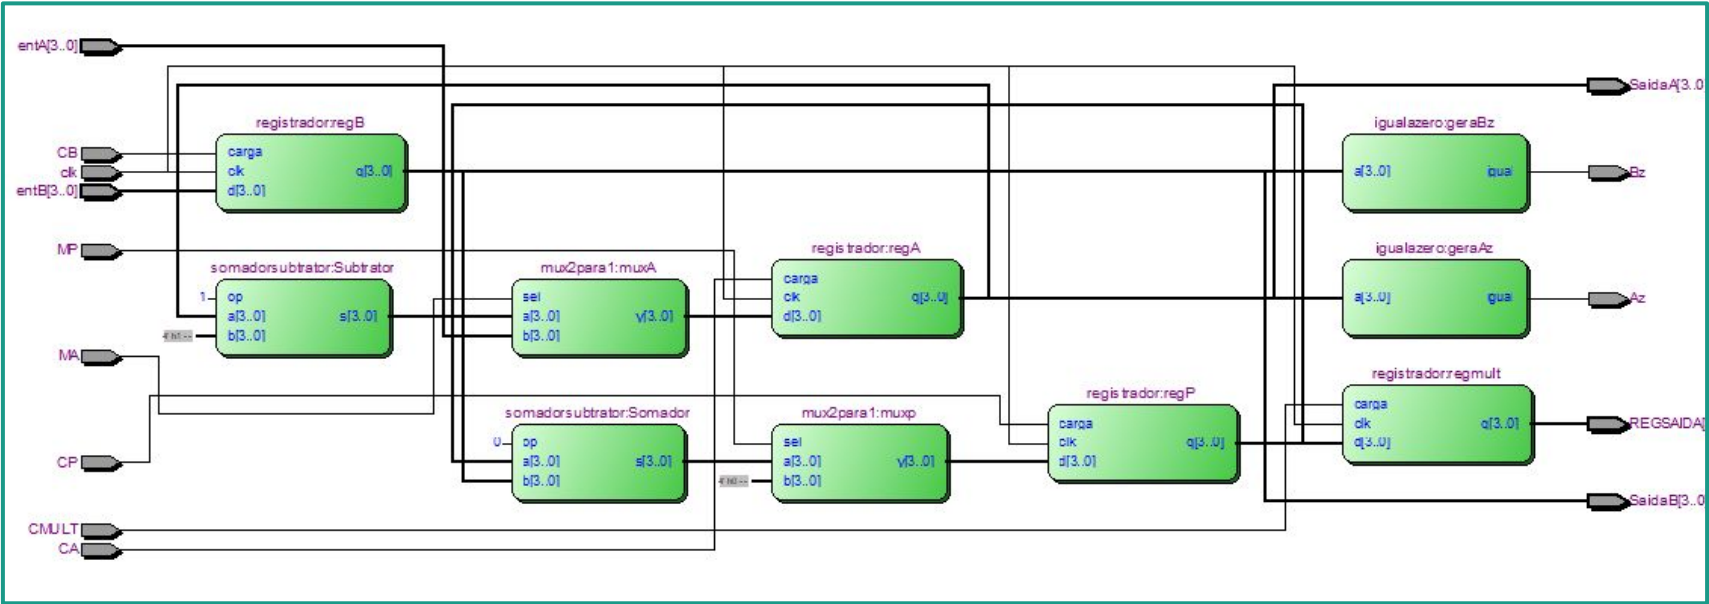 entA[3..0]
SaidaA[3..0
registrador:regB
igualazero:geraBz
CB
carga
clk
clk
q[3..0]
a[3..0]
igual
Bz
entB[3..0]
d[3..0]
MP
registrador:regA
igualazero:geraAz
somadorsubtrator:Subtrator
mux2para1:muxA
carga
1
op
sel
clk
q[3..0]
a[3..0]
igual
Az
a[3..0]
s[3..0]
a[3..0]
y[3..0]
d[3..0]
4' h1 --
b[3..0]
b[3..0]
MA
registrador:regmult
registrador:regP
somadorsubtrator:Somador
mux2para1:muxp
carga
carga
clk
q[3..0]
REGSAIDA[
0
op
sel
clk
q[3..0]
d[3..0]
CP
a[3..0]
s[3..0]
a[3..0]
y[3..0]
d[3..0]
b[3..0]
4' h0 --
b[3..0]
SaidaB[3..0
CMULT
CA